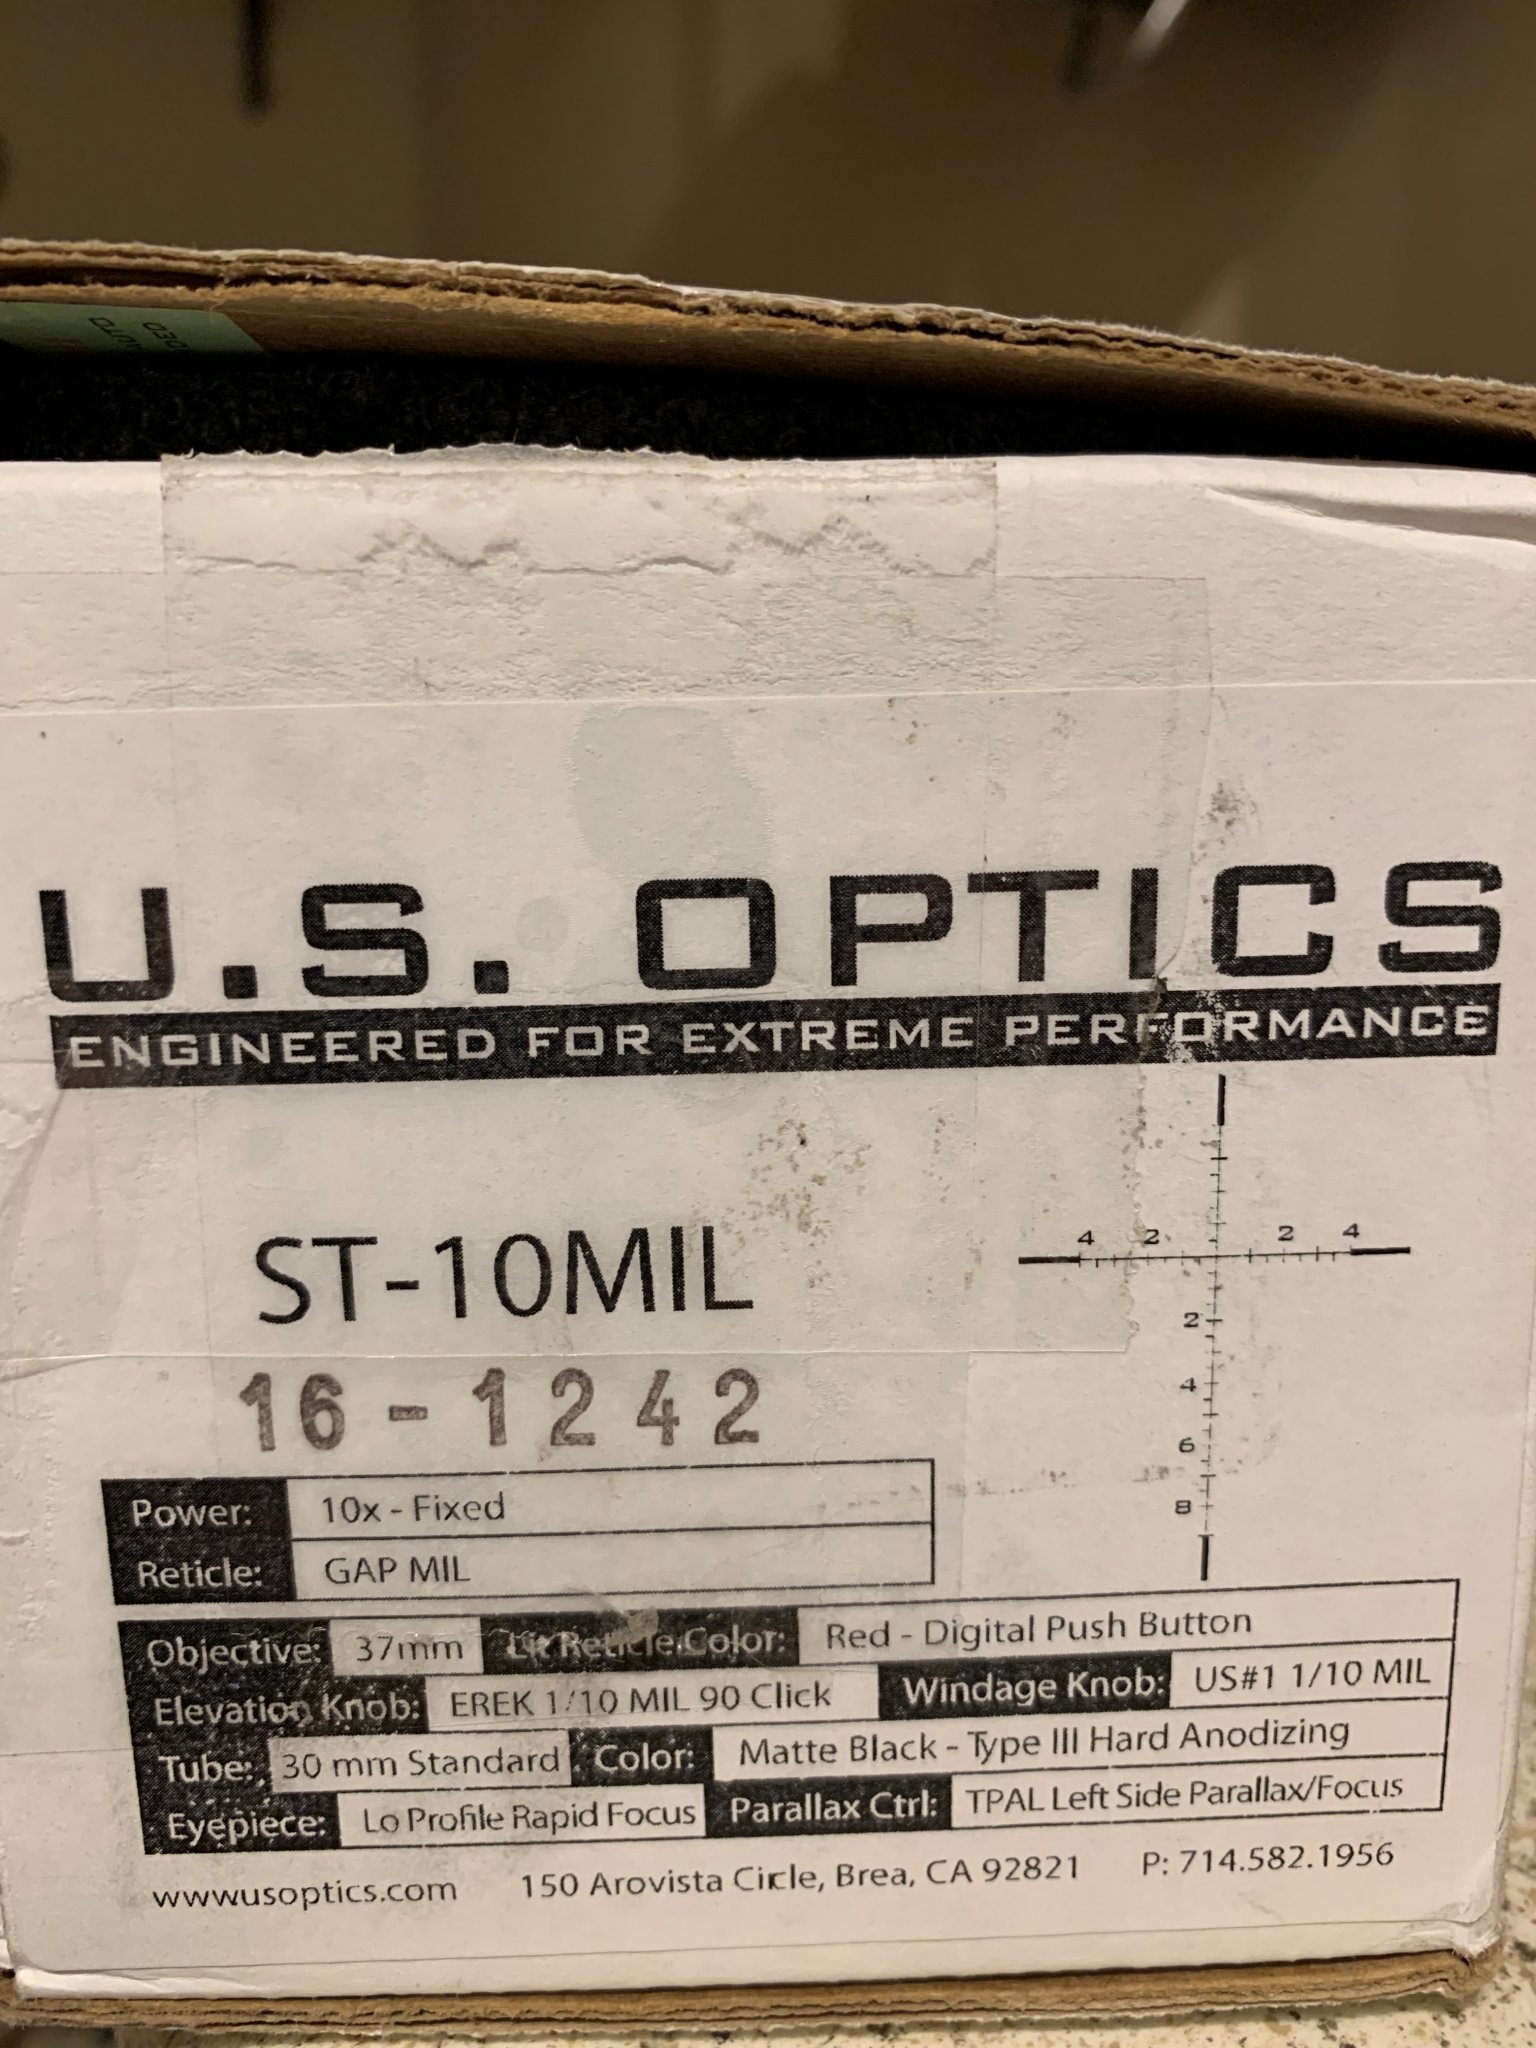 DED
AUTO
U.S. OPTICS
ENGINEERED FOR EXTREME PERFORMANCE
ST-10MIL
4 2 2 4
2
4
6
8
16-1242
Power: 10x - Fixed
Reticle: GAP MIL
Objective: 37mm Lit Reticle Color: Red - Digital Push Button
Elevation Knob: EREK 1/10 MIL 90 Click Windage Knob: US#1 1/10 MIL
Tube: 30 mm Standard Color: Matte Black - Type III Hard Anodizing
Eyepiece: Lo Profile Rapid Focus Parallax Ctrl: TPAL Left Side Parallax/Focus
www.usoptics.com 150 Arovista Circle, Brea, CA 92821 P: 714.582.1956